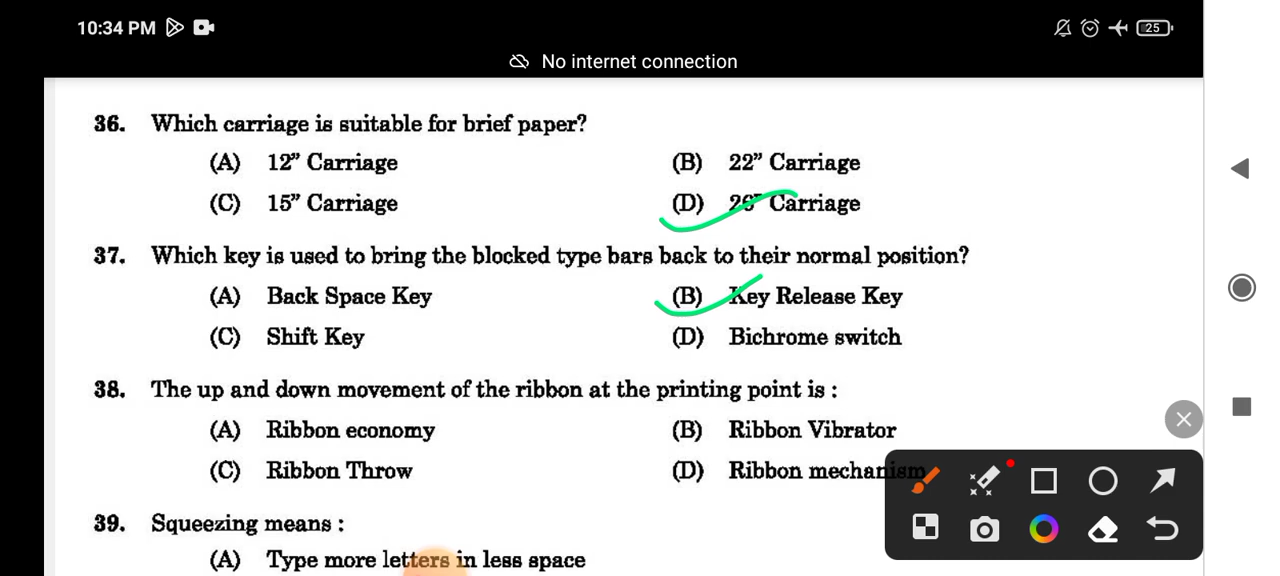 10:34 PM
25
No internet connection
36. Which carriage is suitable for brief paper?
(A) 12” Carriage (B) 22” Carriage
(C) 15” Carriage (D) 26” Carriage
37. Which key is used to bring the blocked type bars back to their normal position?
(A) Back Space Key (B) Key Release Key
(C) Shift Key (D) Bichrome switch
38. The up and down movement of the ribbon at the printing point is :
(A) Ribbon economy (B) Ribbon Vibrator
(C) Ribbon Throw (D) Ribbon mechanism
39. Squeezing means :
(A) Type more letters in less space